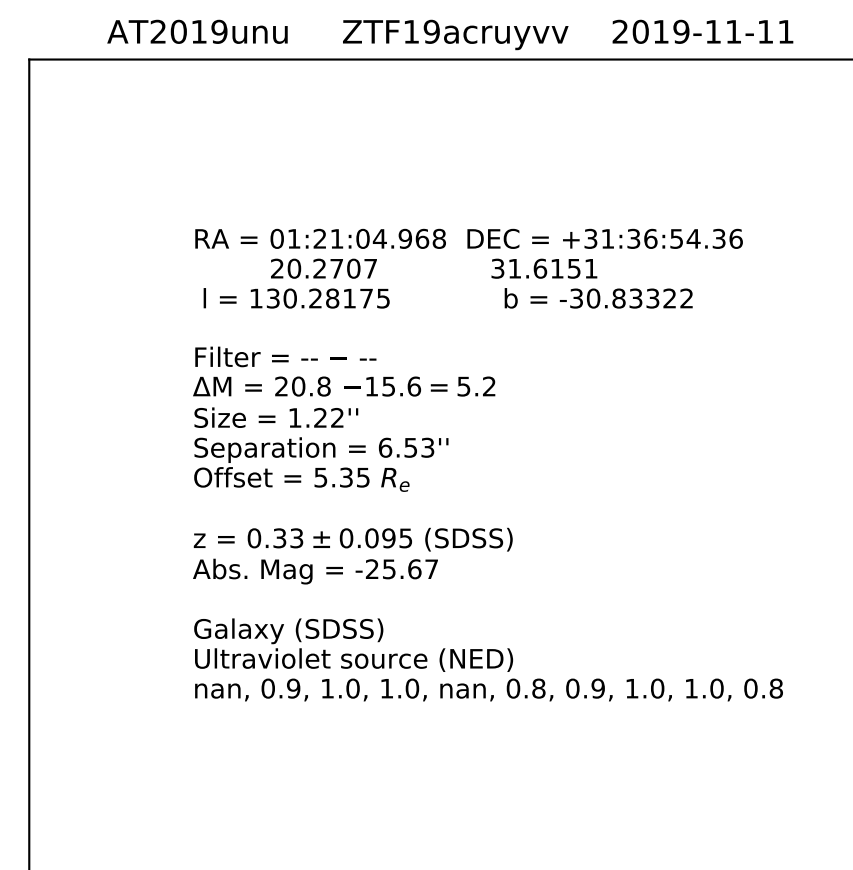 AT2019unu ZTF19acruyvv 2019-11-11
RA = 01:21:04.968 DEC = +31:36:54.36
20.2707 31.6151
l = 130.28175 b = -30.83322
Filter = -- − --
ΔM = 20.8 −15.6 = 5.2
Size = 1.22''
Separation = 6.53''
Offset = 5.35 Rₑ
z = 0.33 ± 0.095 (SDSS)
Abs. Mag = -25.67
Galaxy (SDSS)
Ultraviolet source (NED)
nan, 0.9, 1.0, 1.0, nan, 0.8, 0.9, 1.0, 1.0, 0.8